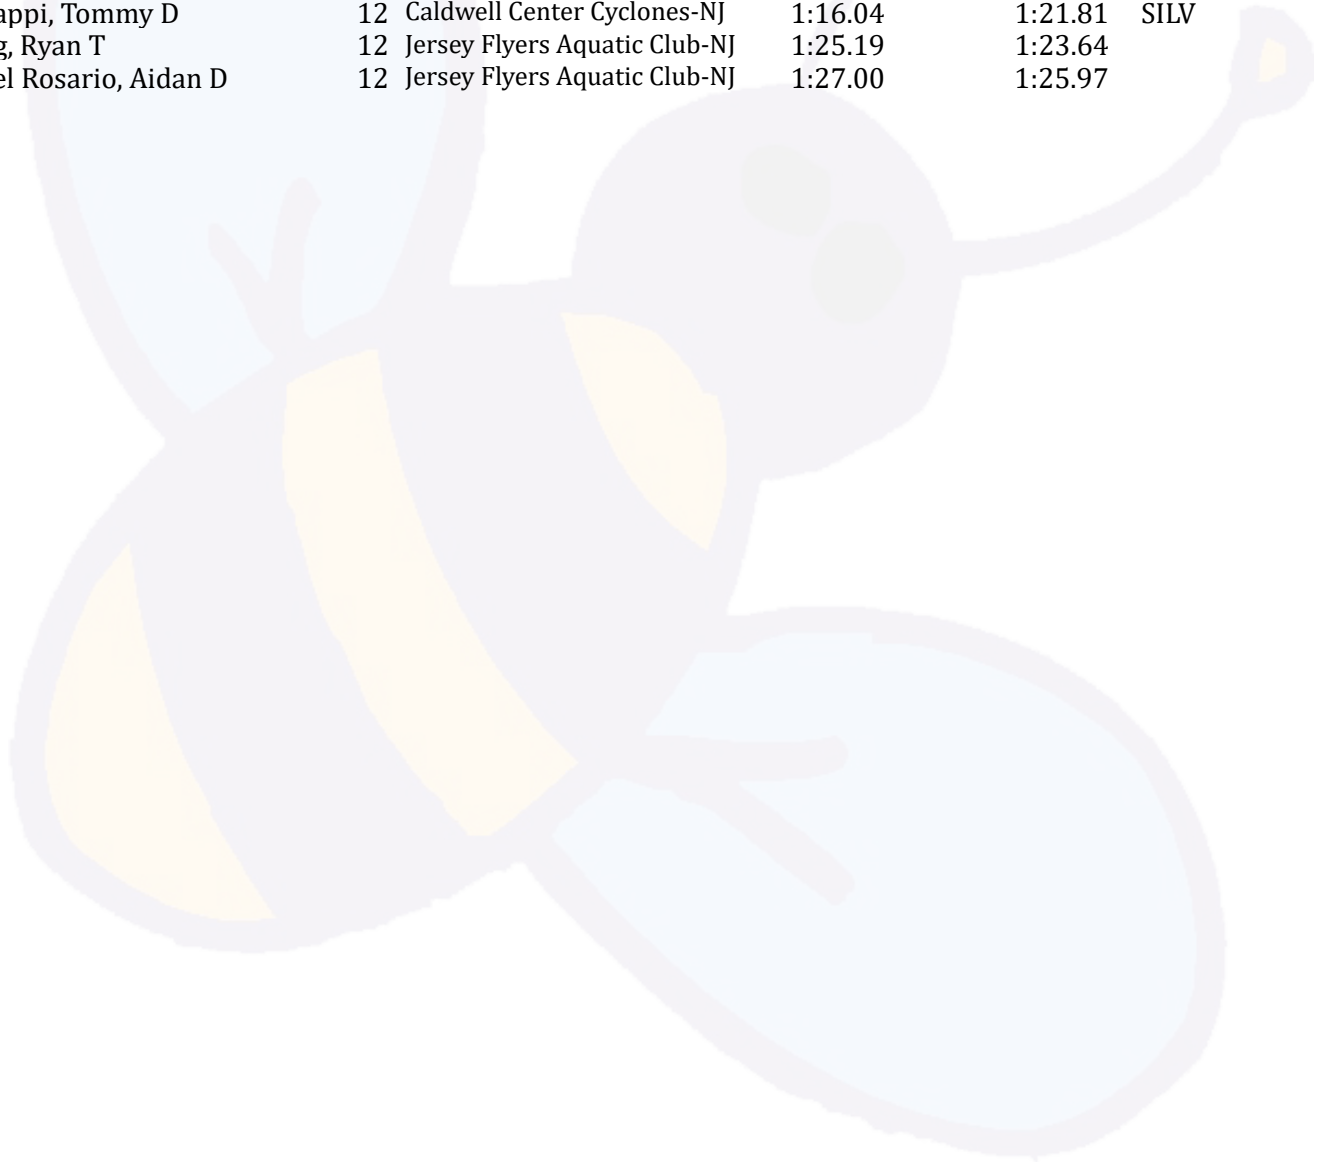 appi, Tommy D 12 Caldwell Center Cyclones-NJ 1:16.04 1:21.81 SILV
g, Ryan T 12 Jersey Flyers Aquatic Club-NJ 1:25.19 1:23.64
el Rosario, Aidan D 12 Jersey Flyers Aquatic Club-NJ 1:27.00 1:25.97